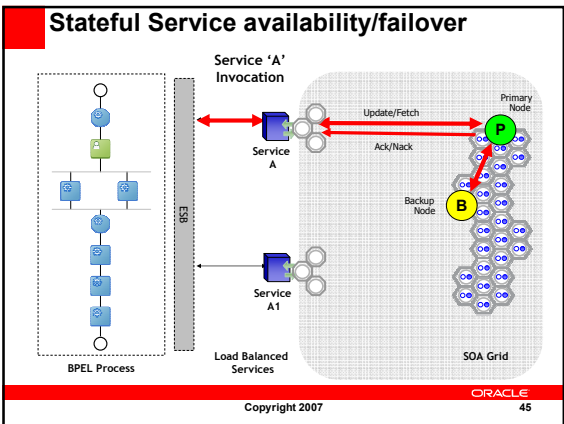 Stateful Service availability/failover
Service ‘A’
Invocation
Update/Fetch
Ack/Nack
Primary
Node
P
Backup
Node
B
Service
A
ESB
Service
A1
BPEL Process
Load Balanced
Services
SOA Grid
ORACLE
Copyright 2007
45